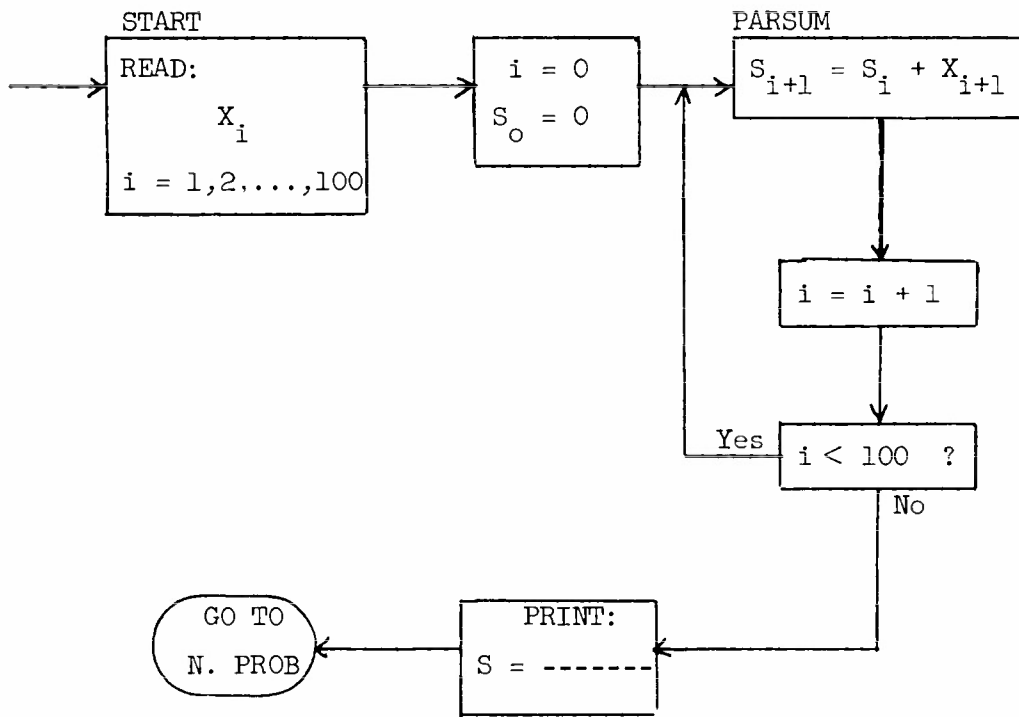 START
READ:
X_i
i = 1,2,...,100
i = 0
S_o = 0
PARSUM
S_{i+1} = S_i + X_{i+1}
i = i + 1
i < 100 ?
Yes
No
PRINT:
S = -------
GO TO
N. PROB